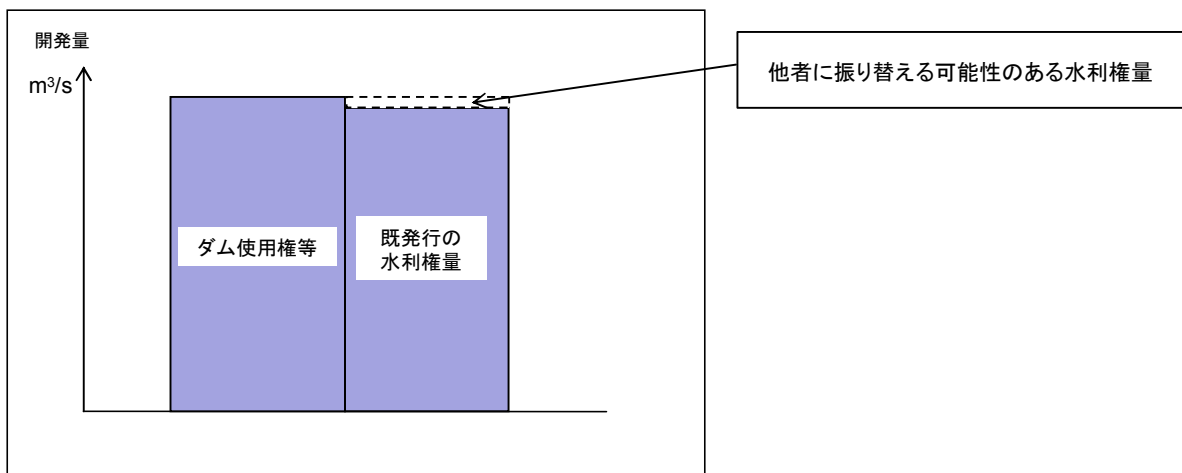 開発量
m³/s
他者に振り替える可能性のある水利権量
ダム使用権等
既発行の
水利権量